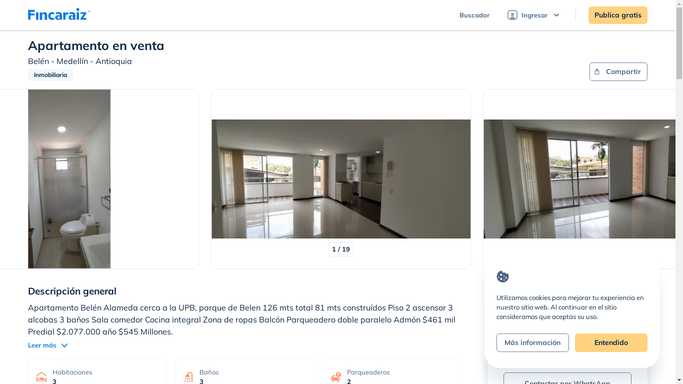 Fincaraiz
Buscador
Ingresar
Publica gratis
Apartamento en venta
Belén - Medellín - Antioquia
Inmobiliaria
Compartir
1 / 19
Descripción general
Apartamento Belén Alameda cerca a la UPB, parque de Belen 126 mts total 81 mts construídos Piso 2 ascensor 3
alcobas 3 baños Sala comedor Cocina integral Zona de ropas Balcón Parqueadero doble paralelo Admón $461 mil
Predial $2.077.000 año $545 Millones.
Leer más
Habitaciones
3
Baños
3
Parqueaderos
2
Utilizamos cookies para mejorar tu experiencia en
nuestro sitio web. Al continuar en el sitio
consideramos que aceptas su uso.
Más información
Entendido
Contactar por WhatsApp